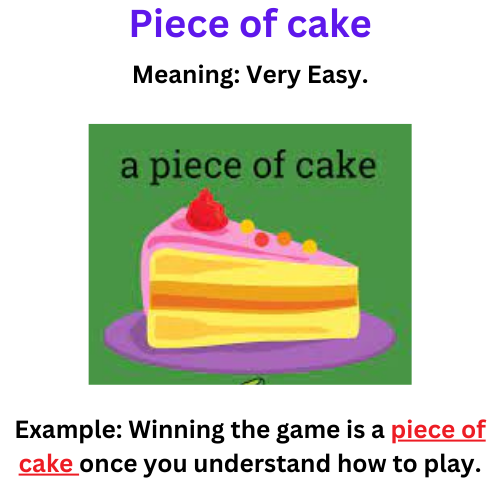 Piece of cake
Meaning: Very Easy.
a piece of cake
Example: Winning the game is a piece of
cake once you understand how to play.